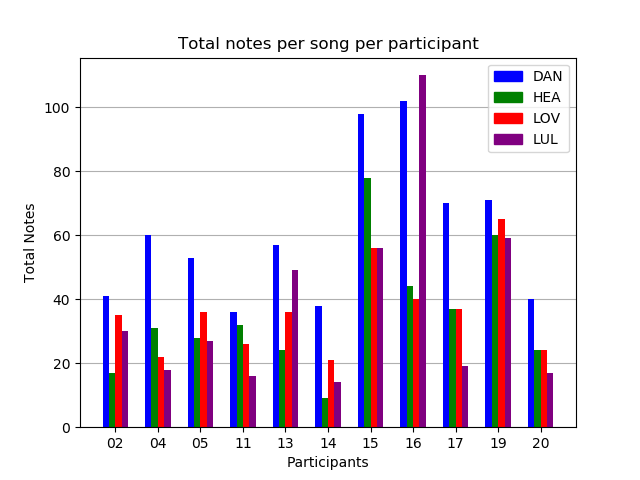 Total notes per song per participant
DAN
HEA
LOV
LUL
Total Notes
100
80
60
40
20
0
02 04 05 11 13 14 15 16 17 19 20
Participants